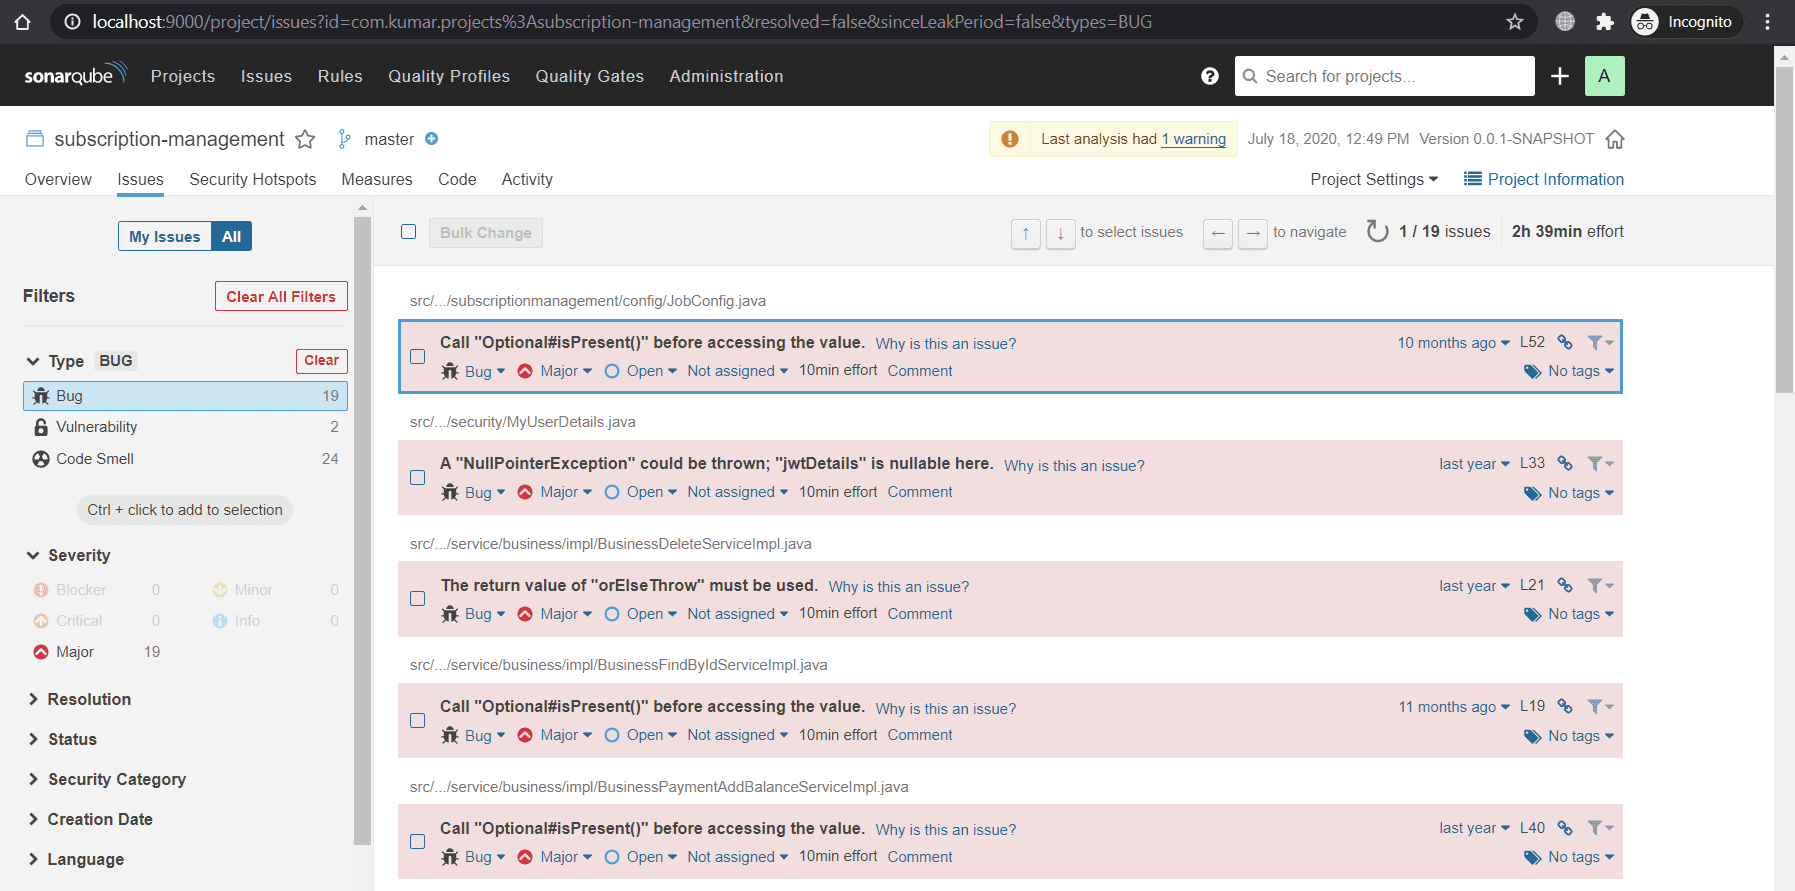 localhost:9000/project/issues?id=com.kumar.projects%3Asubscription-management&resolved=false&sinceLeakPeriod=false&types=BUG
Incognito
sonarqube Projects Issues Rules Quality Profiles Quality Gates Administration
? Search for projects... + A
subscription-management master
Last analysis had 1 warning July 18, 2020, 12:49 PM Version 0.0.1-SNAPSHOT
Overview Issues Security Hotspots Measures Code Activity
Project Settings Project Information
My Issues All
Bulk Change
↑ ↓ to select issues ← → to navigate 1 / 19 issues 2h 39min effort
Filters Clear All Filters
Type BUG Clear
Bug 19
Vulnerability 2
Code Smell 24
Ctrl + click to add to selection
Severity
Blocker 0 Minor 0
Critical 0 Info 0
Major 19
Resolution
Status
Security Category
Creation Date
Language
src/.../subscriptionmanagement/config/JobConfig.java
Call "Optional#isPresent()" before accessing the value. Why is this an issue? 10 months ago L52
Bug Major Open Not assigned 10min effort Comment No tags
src/.../security/MyUserDetails.java
A "NullPointerException" could be thrown; "jwtDetails" is nullable here. Why is this an issue? last year L33
Bug Major Open Not assigned 10min effort Comment No tags
src/.../service/business/impl/BusinessDeleteServiceImpl.java
The return value of "orElseThrow" must be used. Why is this an issue? last year L21
Bug Major Open Not assigned 10min effort Comment No tags
src/.../service/business/impl/BusinessFindByIdServiceImpl.java
Call "Optional#isPresent()" before accessing the value. Why is this an issue? 11 months ago L19
Bug Major Open Not assigned 10min effort Comment No tags
src/.../service/business/impl/BusinessPaymentAddBalanceServiceImpl.java
Call "Optional#isPresent()" before accessing the value. Why is this an issue? last year L40
Bug Major Open Not assigned 10min effort Comment No tags